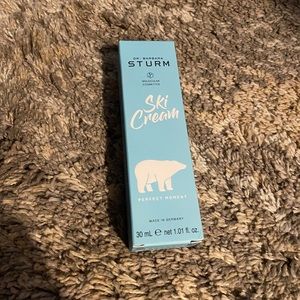 DR. BARBARA
STURM
MOLECULAR
COSMETICS
Ski
Cream
PERFECT MOMENT
MADE IN GERMANY
30 mL ℮ net 1.01 fl. oz.